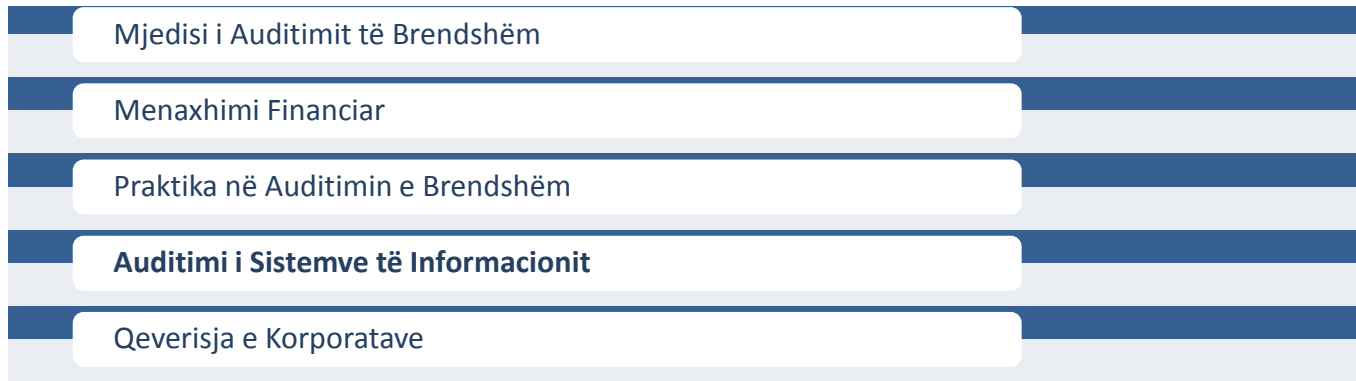 Mjedisi i Auditimit të Brendshëm
Menaxhimi Financiar
Praktika në Auditimin e Brendshëm
Auditimi i Sistemve të Informacionit
Qeverisja e Korporatave